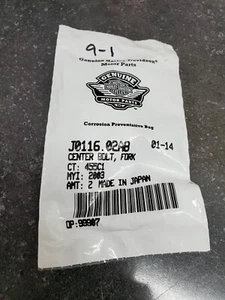 9-1
Genuine Harley-Davidson®
Motor Parts
GENUINE
MOTOR PARTS
Corrosion Preventative Bag
J0116.02A8 01-14
CENTER BOLT, FORK
CT: 455C1
MYI: 2003
AMT: 2 MADE IN JAPAN
OP:99907